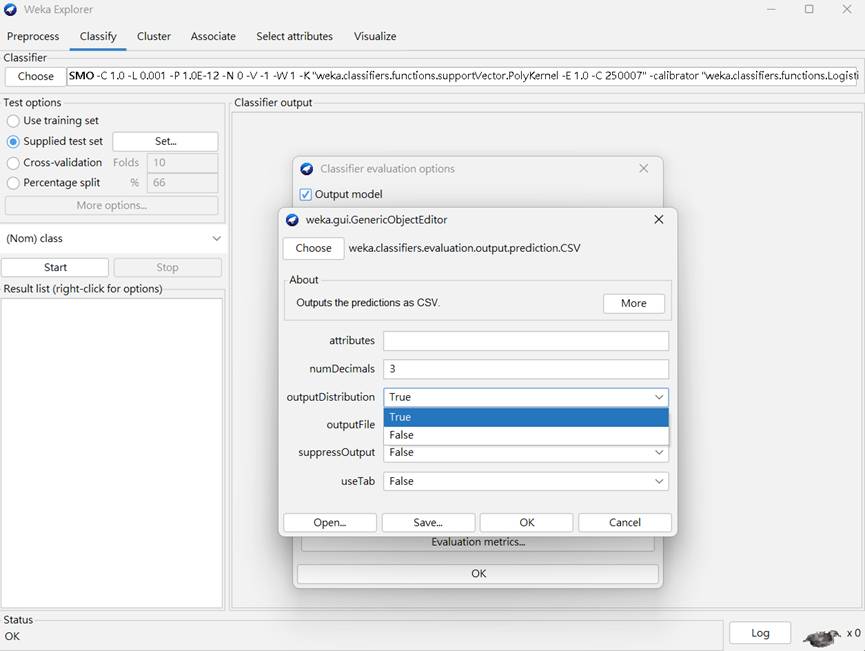 Weka Explorer
Preprocess Classify Cluster Associate Select attributes Visualize
Classifier
Choose SMO -C 1.0 -L 0.001 -P 1.0E-12 -N 0 -V -1 -W 1 -K "weka.classifiers.functions.supportVector.PolyKernel -E 1.0 -C 250007" -calibrator "weka.classifiers.functions.Logisti
Test options
Use training set
Supplied test set Set...
Cross-validation Folds 10
Percentage split % 66
More options...
(Nom) class
Start Stop
Result list (right-click for options)
Classifier output
Classifier evaluation options
Output model
weka.gui.GenericObjectEditor
Choose weka.classifiers.evaluation.output.prediction.CSV
About
Outputs the predictions as CSV.
More
attributes
numDecimals 3
outputDistribution True
True
False
outputFile
suppressOutput False
useTab False
Open... Save... OK Cancel
Evaluation metrics...
OK
Status
OK
Log x 0